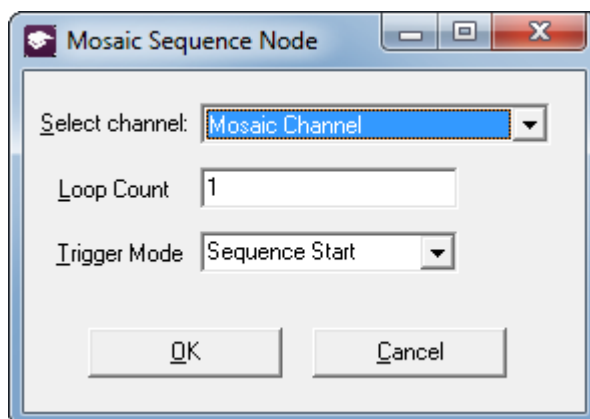 Mosaic Sequence Node
Select channel: Mosaic Channel
Loop Count 1
Trigger Mode Sequence Start
OK Cancel